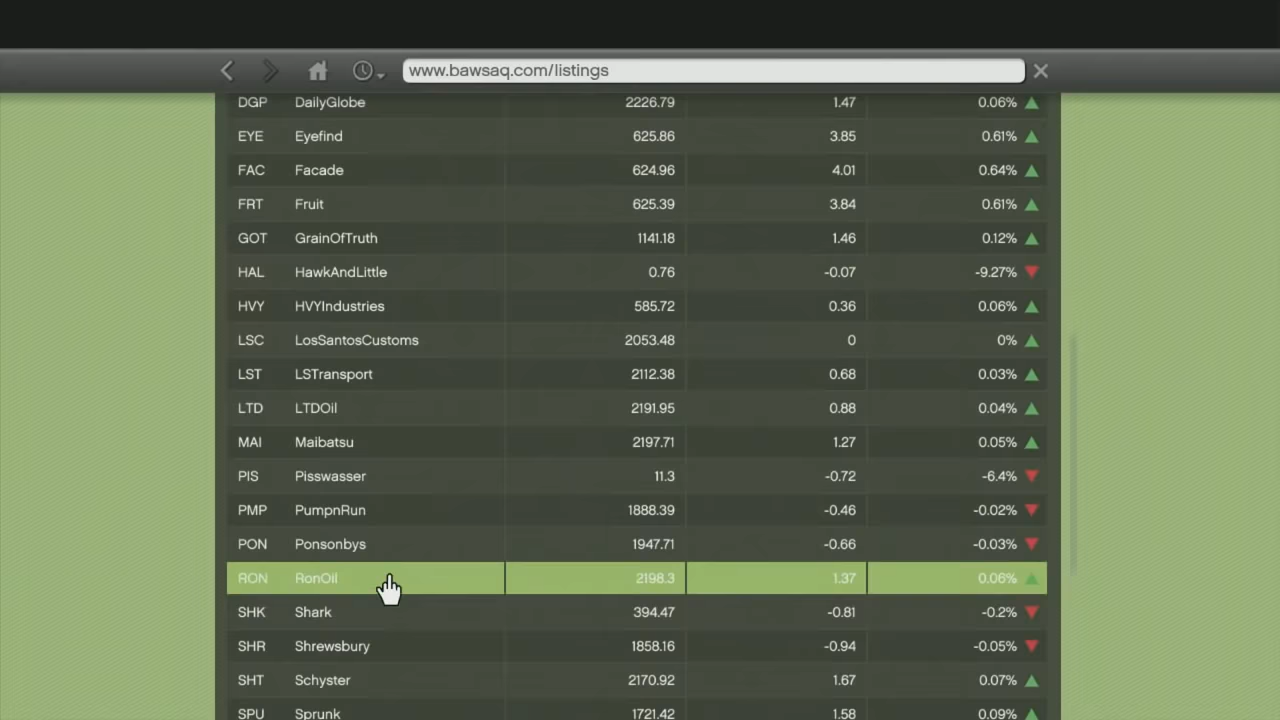 www.bawsaq.com/listings
DGP DailyGlobe 2226.79 1.47 0.06%
EYE Eyefind 625.86 3.85 0.61%
FAC Facade 624.96 4.01 0.64%
FRT Fruit 625.39 3.84 0.61%
GOT GrainOfTruth 1141.18 1.46 0.12%
HAL HawkAndLittle 0.76 -0.07 -9.27%
HVY HVYIndustries 585.72 0.36 0.06%
LSC LosSantosCustoms 2053.48 0 0%
LST LSTransport 2112.38 0.68 0.03%
LTD LTDOil 2191.95 0.88 0.04%
MAI Maibatsu 2197.71 1.27 0.05%
PIS Pisswasser 11.3 -0.72 -6.4%
PMP PumpnRun 1888.39 -0.46 -0.02%
PON Ponsonbys 1947.71 -0.66 -0.03%
RON RonOil 2198.3 1.37 0.06%
SHK Shark 394.47 -0.81 -0.2%
SHR Shrewsbury 1858.16 -0.94 -0.05%
SHT Schyster 2170.92 1.67 0.07%
SPU Sprunk 1721.42 1.58 0.09%